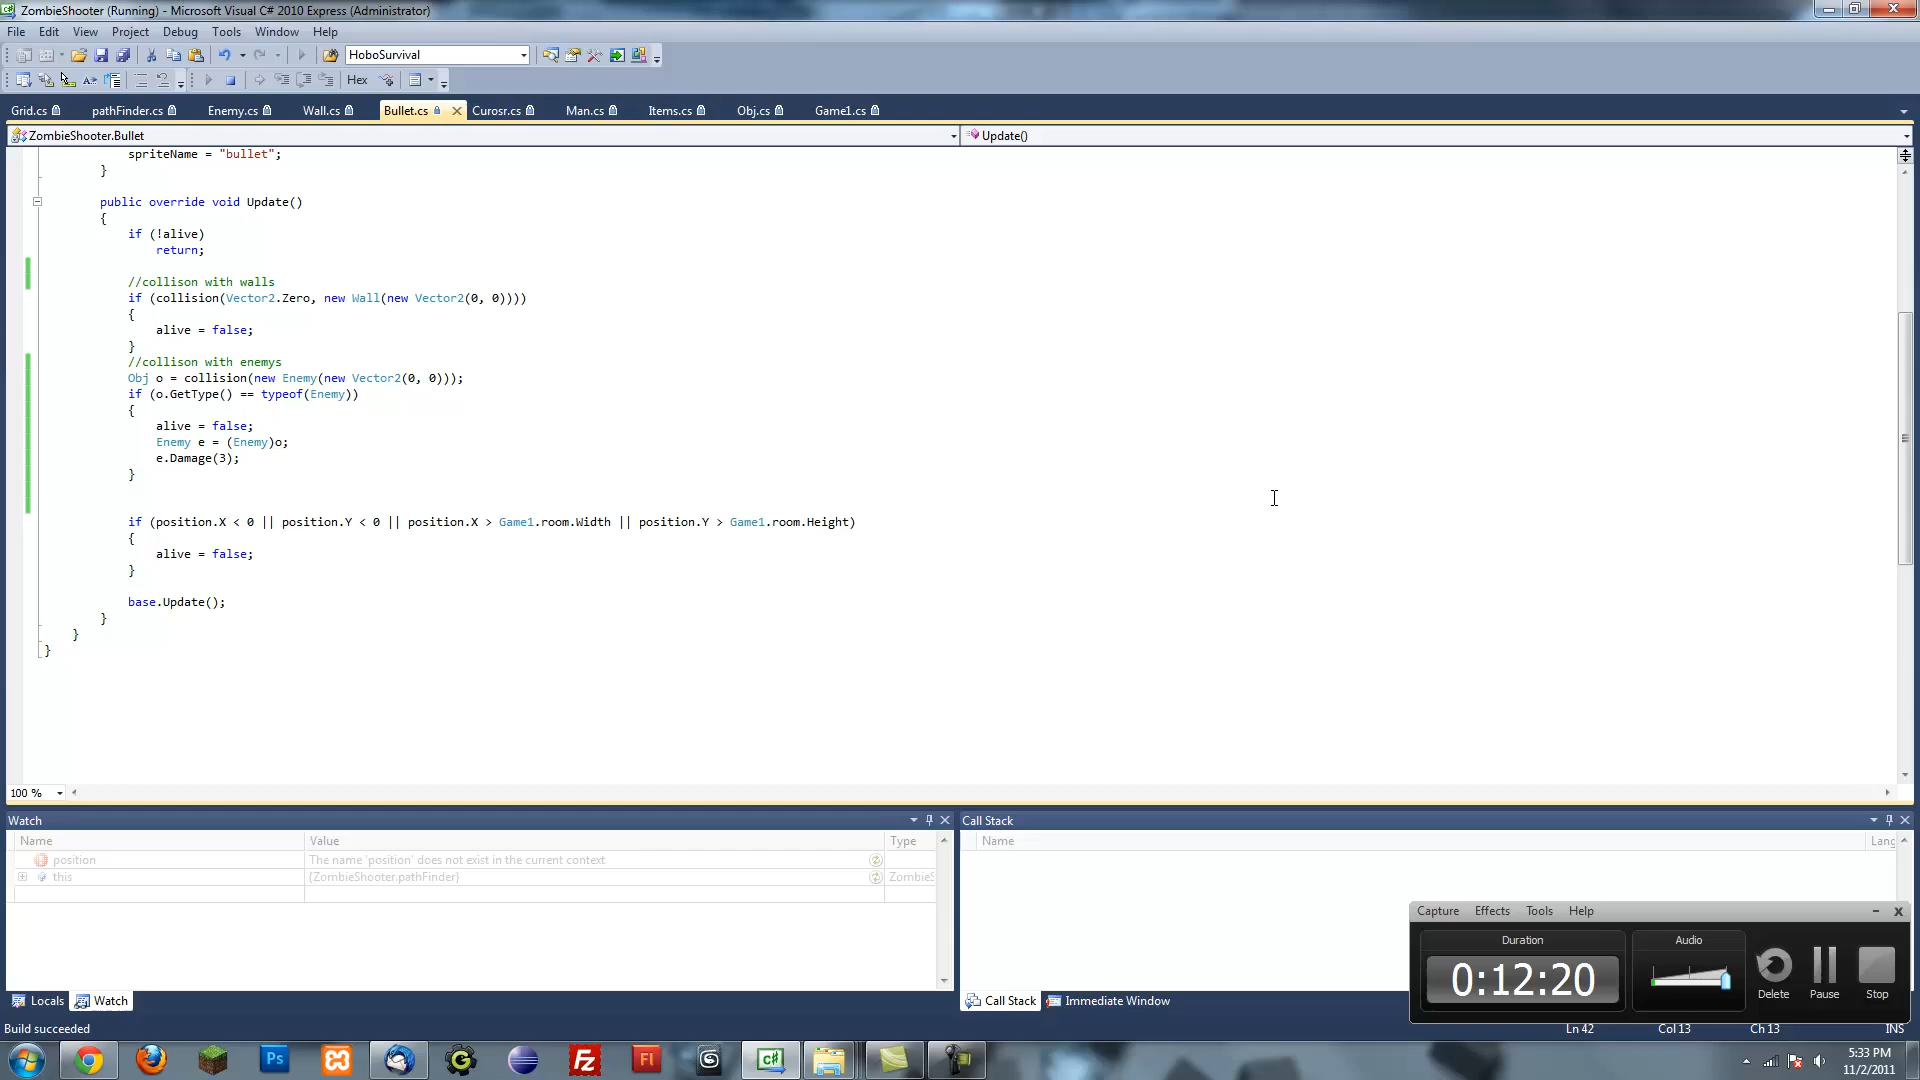 ZombieShooter (Running) - Microsoft Visual C# 2010 Express (Administrator)
File Edit View Project Debug Tools Window Help
HoboSurvival
Hex
Grid.cs pathFinder.cs Enemy.cs Wall.cs Bullet.cs Curosr.cs Man.cs Items.cs Obj.cs Game1.cs
ZombieShooter.Bullet Update()
spriteName = "bullet";
}
public override void Update()
{
if (!alive)
return;
//collison with walls
if (collision(Vector2.Zero, new Wall(new Vector2(0, 0))))
{
alive = false;
}
//collison with enemys
Obj o = collision(new Enemy(new Vector2(0, 0)));
if (o.GetType() == typeof(Enemy))
{
alive = false;
Enemy e = (Enemy)o;
e.Damage(3);
}
if (position.X < 0 || position.Y < 0 || position.X > Game1.room.Width || position.Y > Game1.room.Height)
{
alive = false;
}
base.Update();
}
}
}
100 %
Watch
Name Value Type
position The name 'position' does not exist in the current context
this {ZombieShooter.pathFinder} ZombieS
Locals Watch
Call Stack
Name Lang
Call Stack Immediate Window
Capture Effects Tools Help
Duration Audio
0:12:20
Delete Pause Stop
Build succeeded Ln 42 Col 13 Ch 13 INS
Ps Fz Fl C#
5:33 PM
11/2/2011